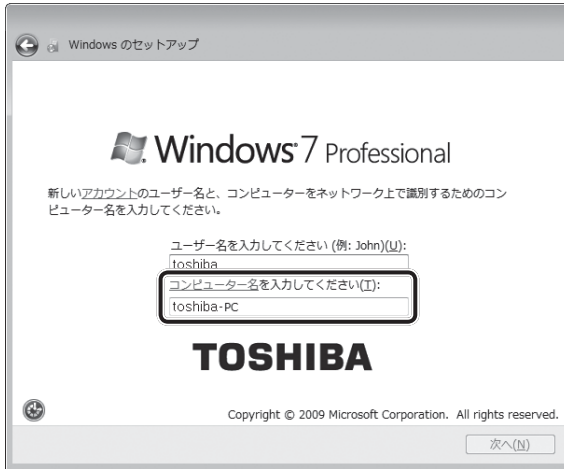 Windows のセットアップ
Windows 7 Professional
新しいアカウントのユーザー名と、コンピューターをネットワーク上で識別するためのコン
ピューター名を入力してください。
ユーザー名を入力してください (例: John)(U):
toshiba
コンピューター名を入力してください(T):
toshiba-PC
TOSHIBA
Copyright © 2009 Microsoft Corporation. All rights reserved.
次へ(N)